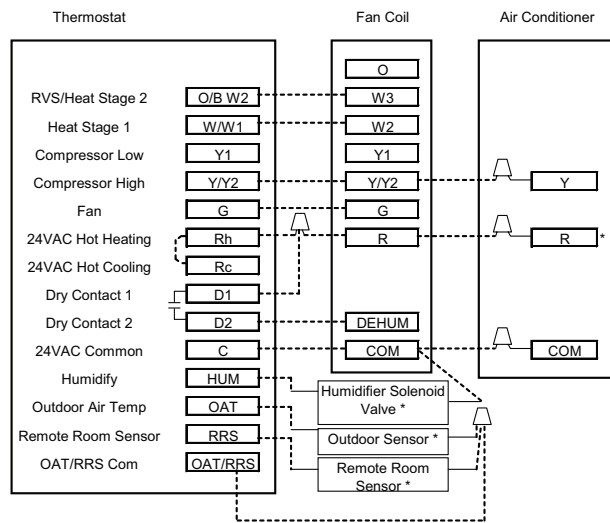 Thermostat Fan Coil Air Conditioner
O
RVS/Heat Stage 2 O/B W2 W3
Heat Stage 1 W/W1 W2
Compressor Low Y1 Y1
Compressor High Y/Y2 Y/Y2 Y
Fan G G
24VAC Hot Heating Rh R R *
24VAC Hot Cooling Rc
Dry Contact 1 D1
Dry Contact 2 D2 DEHUM
24VAC Common C COM COM
Humidify HUM
Humidifier Solenoid
Valve *
Outdoor Air Temp OAT
Outdoor Sensor *
Remote Room Sensor RRS
Remote Room
Sensor *
OAT/RRS Com OAT/RRS